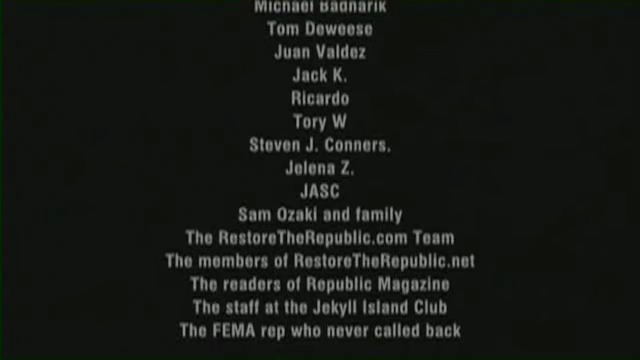 Michael Badnarik
Tom Deweese
Juan Valdez
Jack K.
Ricardo
Tory W
Steven J. Conners.
Jelena Z.
JASC
Sam Ozaki and family
The RestoreTheRepublic.com Team
The members of RestoreTheRepublic.net
The readers of Republic Magazine
The staff at the Jekyll Island Club
The FEMA rep who never called back